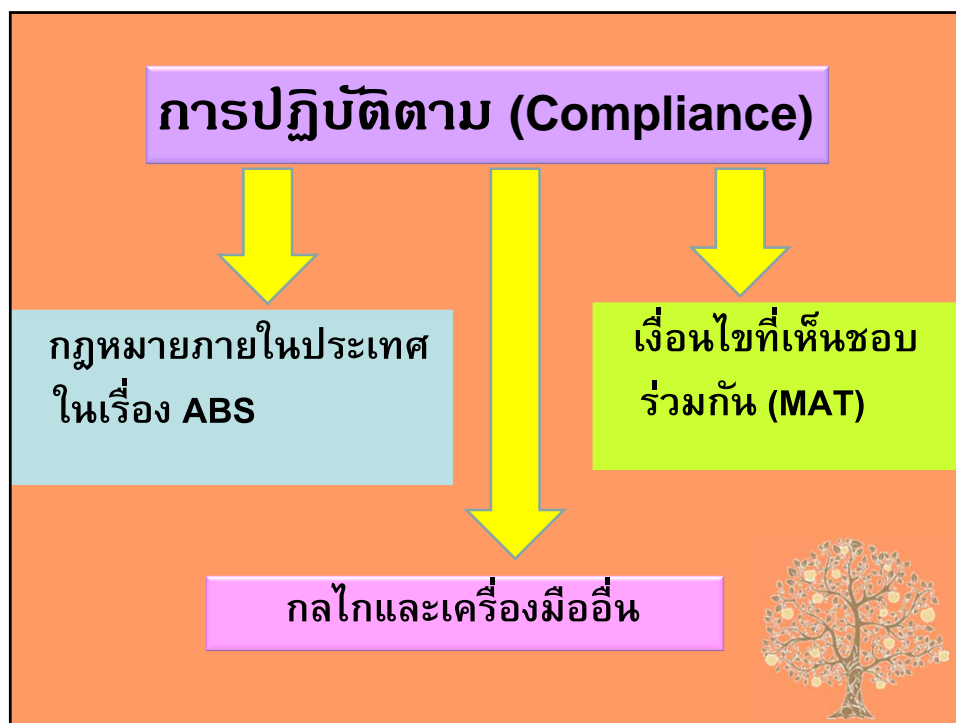 การปฏิบัติตาม (Compliance)
กฎหมายภายในประเทศ
ในเรื่อง ABS
เงื่อนไขที่เห็นชอบ
ร่วมกัน (MAT)
กลไกและเครื่องมืออื่น